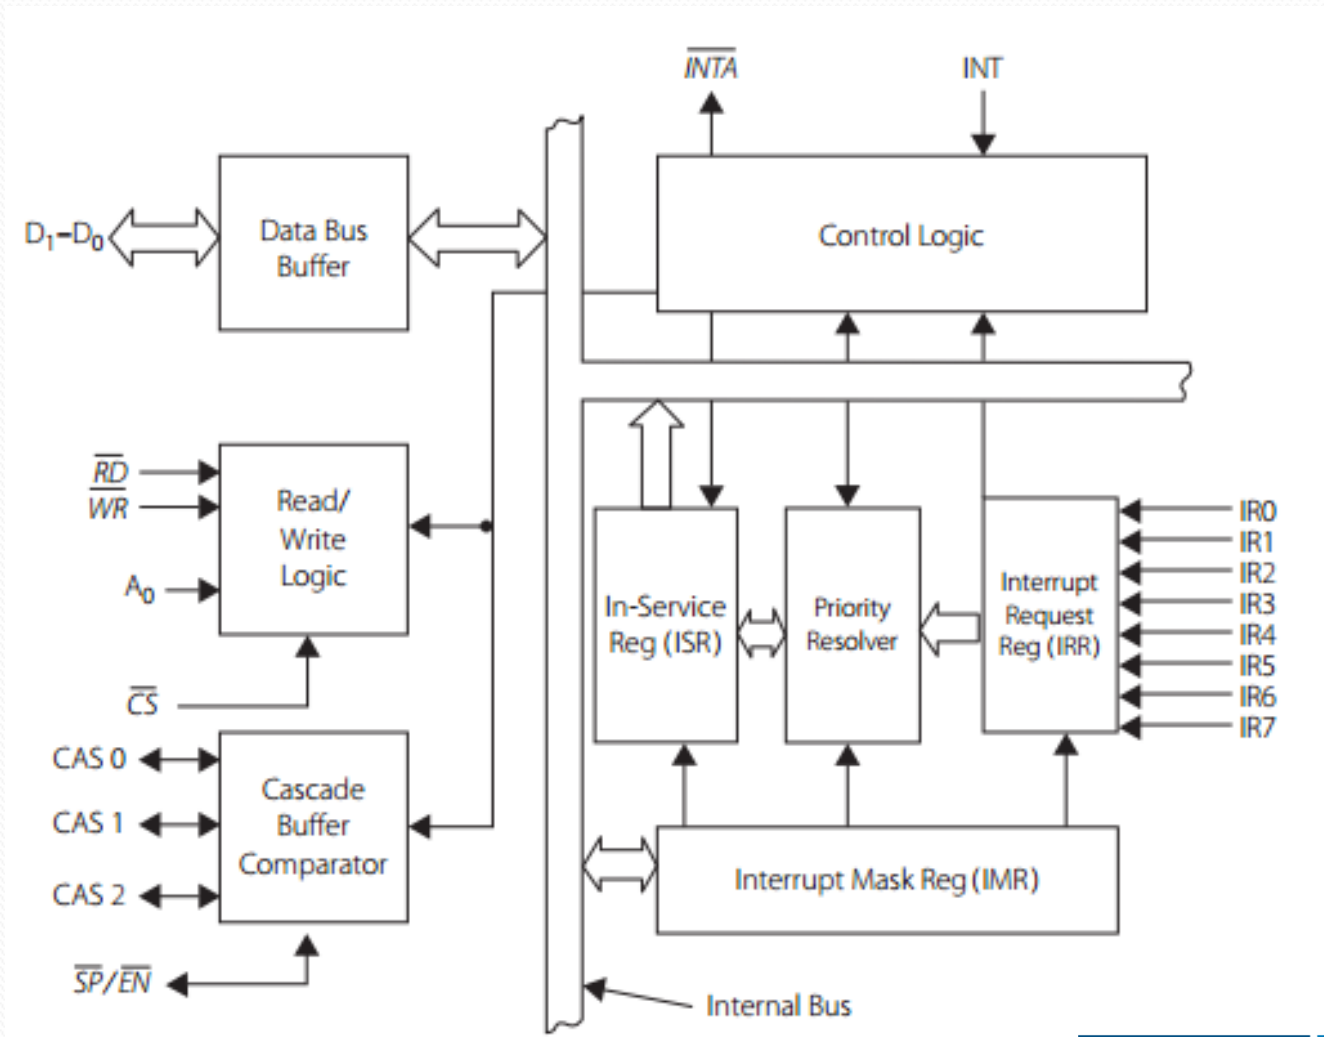 INTA
INT
D1–D0
Data Bus
Buffer
Control Logic
RD
WR
A0
Read/
Write
Logic
CS
In-Service
Reg (ISR)
Priority
Resolver
Interrupt
Request
Reg (IRR)
IR0
IR1
IR2
IR3
IR4
IR5
IR6
IR7
CAS 0
CAS 1
CAS 2
Cascade
Buffer
Comparator
SP/EN
Interrupt Mask Reg (IMR)
Internal Bus